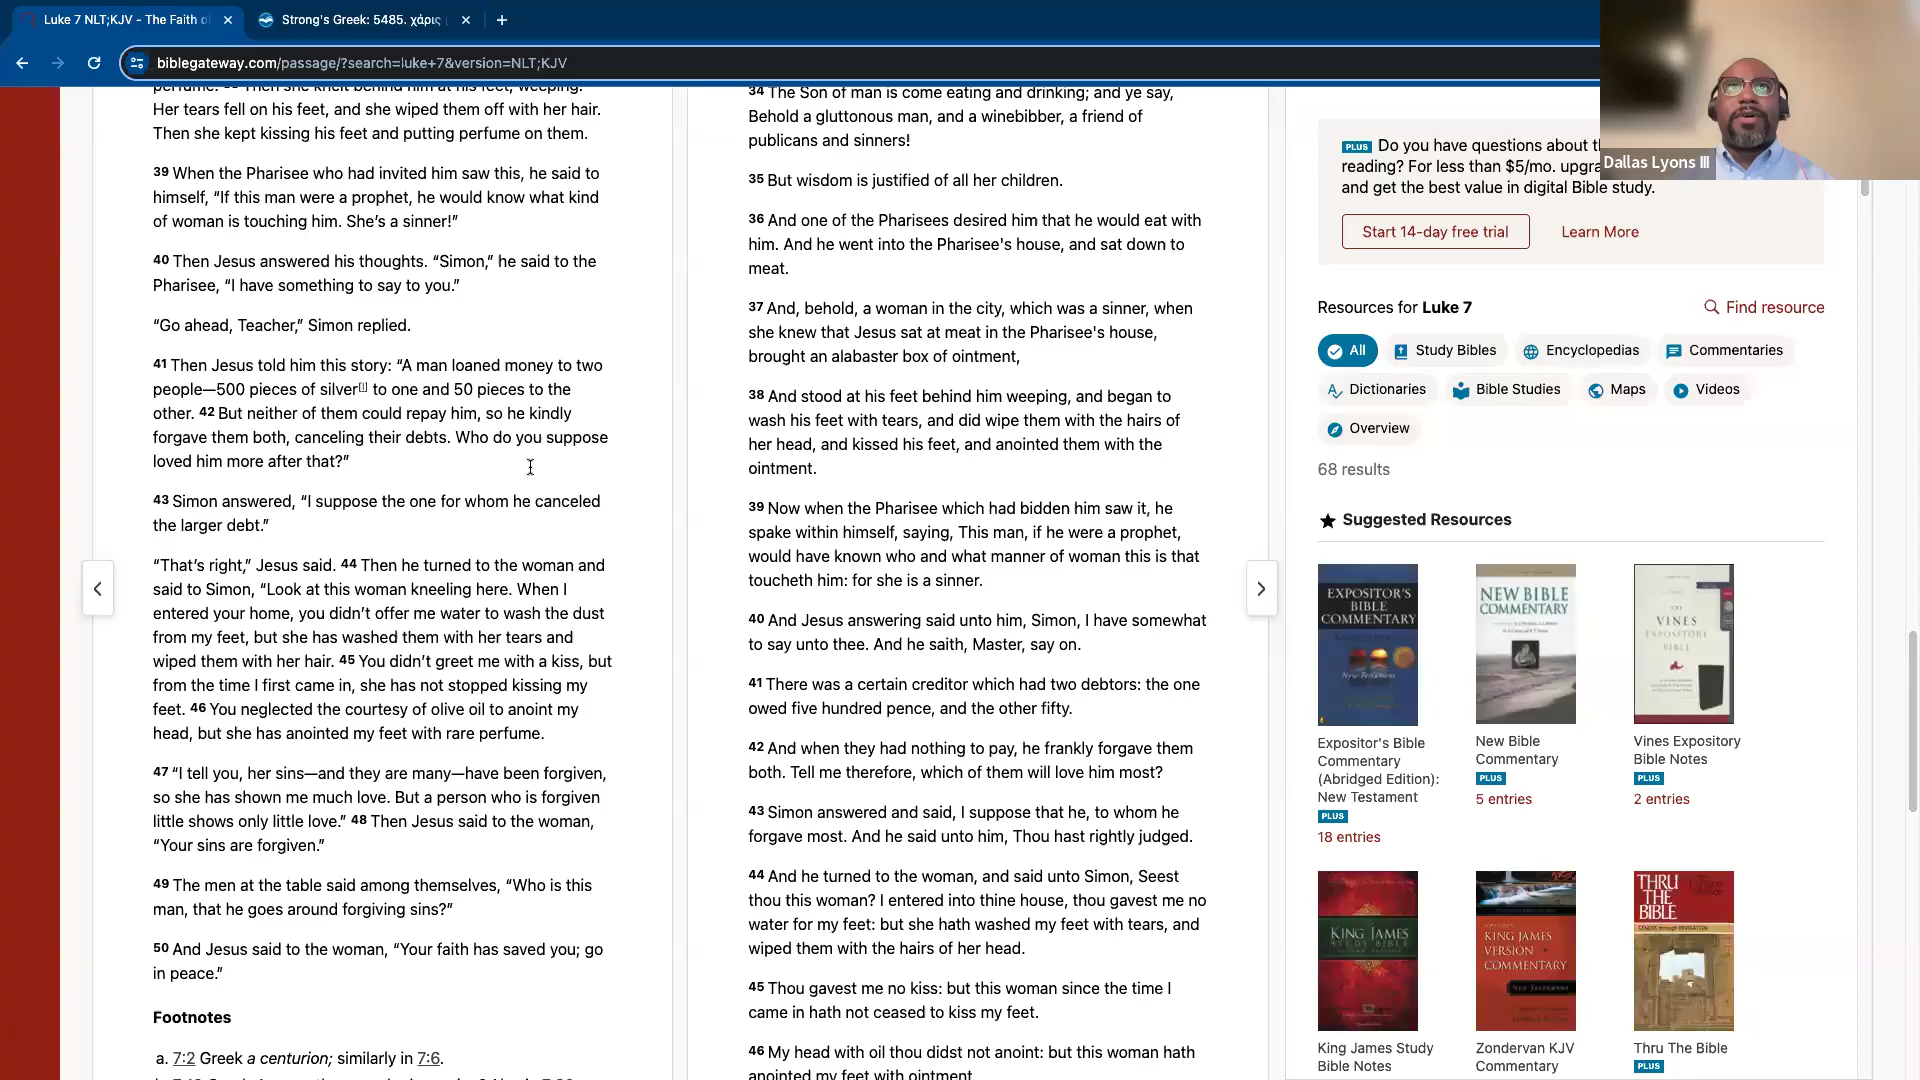 Luke 7 NLT;KJV - The Faith o
Strong's Greek: 5485. χάρις
biblegateway.com/passage/?search=luke+7&version=NLT;KJV
Dallas Lyons III
Her tears fell on his feet, and she wiped them off with her hair.
Then she kept kissing his feet and putting perfume on them.
39 When the Pharisee who had invited him saw this, he said to
himself, “If this man were a prophet, he would know what kind
of woman is touching him. She’s a sinner!”
40 Then Jesus answered his thoughts. “Simon,” he said to the
Pharisee, “I have something to say to you.”
“Go ahead, Teacher,” Simon replied.
41 Then Jesus told him this story: “A man loaned money to two
people—500 pieces of silver to one and 50 pieces to the
other. 42 But neither of them could repay him, so he kindly
forgave them both, canceling their debts. Who do you suppose
loved him more after that?”
43 Simon answered, “I suppose the one for whom he canceled
the larger debt.”
“That’s right,” Jesus said. 44 Then he turned to the woman and
said to Simon, “Look at this woman kneeling here. When I
entered your home, you didn’t offer me water to wash the dust
from my feet, but she has washed them with her tears and
wiped them with her hair. 45 You didn’t greet me with a kiss, but
from the time I first came in, she has not stopped kissing my
feet. 46 You neglected the courtesy of olive oil to anoint my
head, but she has anointed my feet with rare perfume.
47 “I tell you, her sins—and they are many—have been forgiven,
so she has shown me much love. But a person who is forgiven
little shows only little love.” 48 Then Jesus said to the woman,
“Your sins are forgiven.”
49 The men at the table said among themselves, “Who is this
man, that he goes around forgiving sins?”
50 And Jesus said to the woman, “Your faith has saved you; go
in peace.”
Footnotes
a. 7:2 Greek a centurion; similarly in 7:6.
34 The Son of man is come eating and drinking; and ye say,
Behold a gluttonous man, and a winebibber, a friend of
publicans and sinners!
35 But wisdom is justified of all her children.
36 And one of the Pharisees desired him that he would eat with
him. And he went into the Pharisee's house, and sat down to
meat.
37 And, behold, a woman in the city, which was a sinner, when
she knew that Jesus sat at meat in the Pharisee's house,
brought an alabaster box of ointment,
38 And stood at his feet behind him weeping, and began to
wash his feet with tears, and did wipe them with the hairs of
her head, and kissed his feet, and anointed them with the
ointment.
39 Now when the Pharisee which had bidden him saw it, he
spake within himself, saying, This man, if he were a prophet,
would have known who and what manner of woman this is that
toucheth him: for she is a sinner.
40 And Jesus answering said unto him, Simon, I have somewhat
to say unto thee. And he saith, Master, say on.
41 There was a certain creditor which had two debtors: the one
owed five hundred pence, and the other fifty.
42 And when they had nothing to pay, he frankly forgave them
both. Tell me therefore, which of them will love him most?
43 Simon answered and said, I suppose that he, to whom he
forgave most. And he said unto him, Thou hast rightly judged.
44 And he turned to the woman, and said unto Simon, Seest
thou this woman? I entered into thine house, thou gavest me no
water for my feet: but she hath washed my feet with tears, and
wiped them with the hairs of her head.
45 Thou gavest me no kiss: but this woman since the time I
came in hath not ceased to kiss my feet.
46 My head with oil thou didst not anoint: but this woman hath
anointed my feet with ointment
PLUS Do you have questions about
reading? For less than $5/mo. upgra
and get the best value in digital Bible study.
Start 14-day free trial
Learn More
Resources for Luke 7
Find resource
All
Study Bibles
Encyclopedias
Commentaries
Dictionaries
Bible Studies
Maps
Videos
Overview
68 results
Suggested Resources
EXPOSITOR'S
BIBLE
COMMENTARY
New Testament
NEW BIBLE
COMMENTARY
THE
VINES
EXPOSITORY
BIBLE
Expositor's Bible
Commentary
(Abridged Edition):
New Testament
PLUS
18 entries
New Bible
Commentary
PLUS
5 entries
Vines Expository
Bible Notes
PLUS
2 entries
KING JAMES
STUDY BIBLE
KING JAMES
VERSION
COMMENTARY
THRU
THE
BIBLE
GENESIS through REVELATION
King James Study
Bible Notes
Zondervan KJV
Commentary
Thru The Bible
PLUS